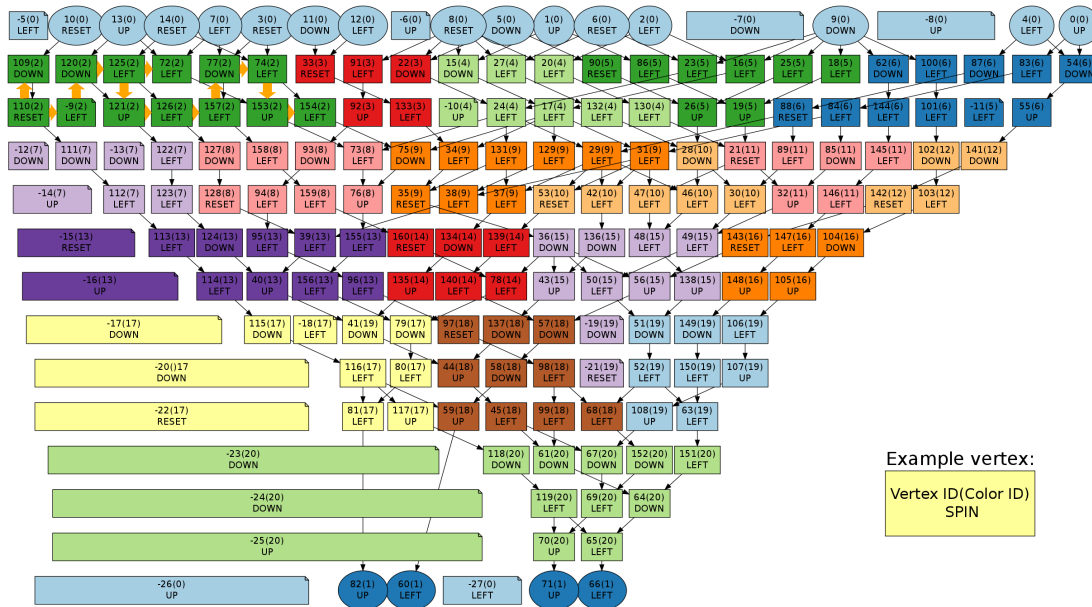 -5(0) 10(0) 13(0) 14(0) 7(0) 3(0) 11(0) 12(0) -6(0) 8(0) 5(0) 1(0) 6(0) 2(0) -7(0) 9(0) -8(0) 4(0) 0(0)
LEFT RESET UP RESET LEFT RESET DOWN LEFT UP RESET DOWN UP RESET LEFT DOWN DOWN UP LEFT UP
109(2) 120(2) 125(2) 72(2) 77(2) 74(2) 33(3) 91(3) 22(3) 15(4) 27(4) 20(4) 90(5) 86(5) 23(5) 16(5) 25(5) 18(5) 62(6) 100(6) 87(6) 83(6) 54(6)
DOWN DOWN LEFT LEFT DOWN LEFT RESET LEFT DOWN DOWN LEFT LEFT RESET LEFT LEFT LEFT LEFT LEFT DOWN LEFT DOWN LEFT DOWN
110(2) -9(2) 121(2) 126(2) 157(2) 153(2) 154(2) 92(3) 133(3) -10(4) 24(4) 17(4) 132(4) 130(4) 26(5) 19(5) 88(6) 84(6) 144(6) 101(6) -11(5) 55(6)
RESET LEFT UP LEFT LEFT UP LEFT UP LEFT UP LEFT LEFT LEFT LEFT UP UP RESET LEFT LEFT LEFT LEFT UP
-12(7) 111(7) -13(7) 122(7) 127(8) 158(8) 93(8) 73(8) 75(9) 34(9) 131(9) 129(9) 29(9) 31(9) 28(10) 21(11) 89(11) 85(11) 145(11) 102(12) 141(12)
DOWN DOWN DOWN LEFT DOWN LEFT DOWN LEFT DOWN LEFT LEFT LEFT LEFT LEFT DOWN RESET LEFT DOWN LEFT DOWN DOWN
-14(7) 112(7) 123(7) 128(8) 94(8) 159(8) 76(8) 35(9) 38(9) 37(9) 53(10) 42(10) 47(10) 46(10) 30(10) 32(11) 146(11) 142(12) 103(12)
UP LEFT LEFT RESET LEFT LEFT UP RESET LEFT LEFT RESET LEFT LEFT LEFT LEFT UP LEFT RESET LEFT
-15(13) 113(13) 124(13) 95(13) 39(13) 155(13) 160(14) 134(14) 139(14) 36(15) 136(15) 48(15) 49(15) 143(16) 147(16) 104(16)
RESET LEFT DOWN LEFT LEFT LEFT RESET DOWN LEFT DOWN DOWN LEFT LEFT RESET LEFT DOWN
-16(13) 114(13) 40(13) 156(13) 96(13) 135(14) 140(14) 78(14) 43(15) 50(15) 56(15) 138(15) 148(16) 105(16)
UP LEFT UP LEFT LEFT UP LEFT LEFT UP LEFT UP UP UP UP
-17(17) 115(17) -18(17) 41(19) 79(17) 97(18) 137(18) 57(18) -19(19) 51(19) 149(19) 106(19)
DOWN DOWN LEFT DOWN DOWN RESET DOWN DOWN DOWN DOWN DOWN LEFT
-20()17 116(17) 80(17) 44(18) 58(18) 98(18) -21(19) 52(19) 150(19) 107(19)
DOWN LEFT LEFT UP DOWN LEFT RESET LEFT LEFT UP
-22(17) 81(17) 117(17) 59(18) 45(18) 99(18) 68(18) 108(19) 63(19)
RESET LEFT UP UP LEFT LEFT LEFT UP LEFT
-23(20) 118(20) 61(20) 67(20) 152(20) 151(20)
DOWN DOWN DOWN DOWN DOWN LEFT
Example vertex:
-24(20) 119(20) 69(20) 64(20)
DOWN LEFT LEFT DOWN
Vertex ID(Color ID)
SPIN
-25(20) 70(20) 65(20)
UP UP LEFT
-26(0) 82(1) 60(1) -27(0) 71(1) 66(1)
UP UP LEFT LEFT UP LEFT